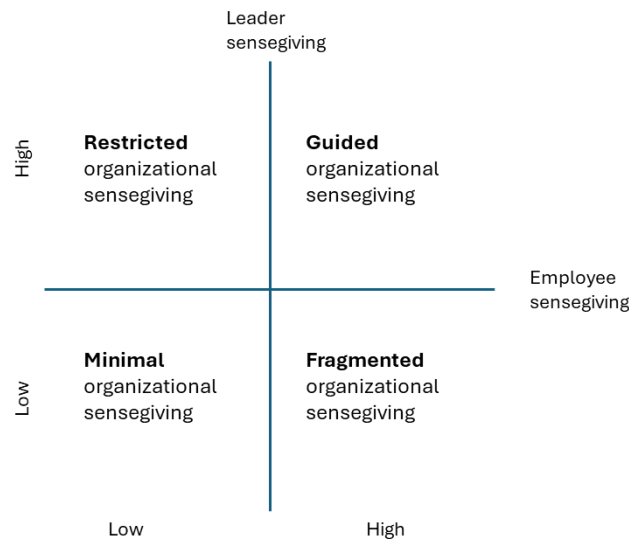 Leader
sensegiving
High
Restricted
organizational
sensegiving
Guided
organizational
sensegiving
Employee
sensegiving
Low
Minimal
organizational
sensegiving
Fragmented
organizational
sensegiving
Low
High